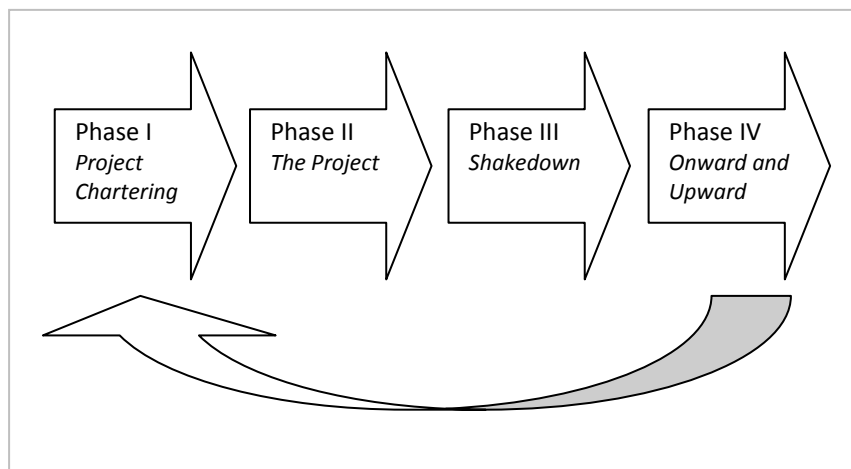 Phase I
Project
Chartering
Phase II
The Project
Phase III
Shakedown
Phase IV
Onward and
Upward